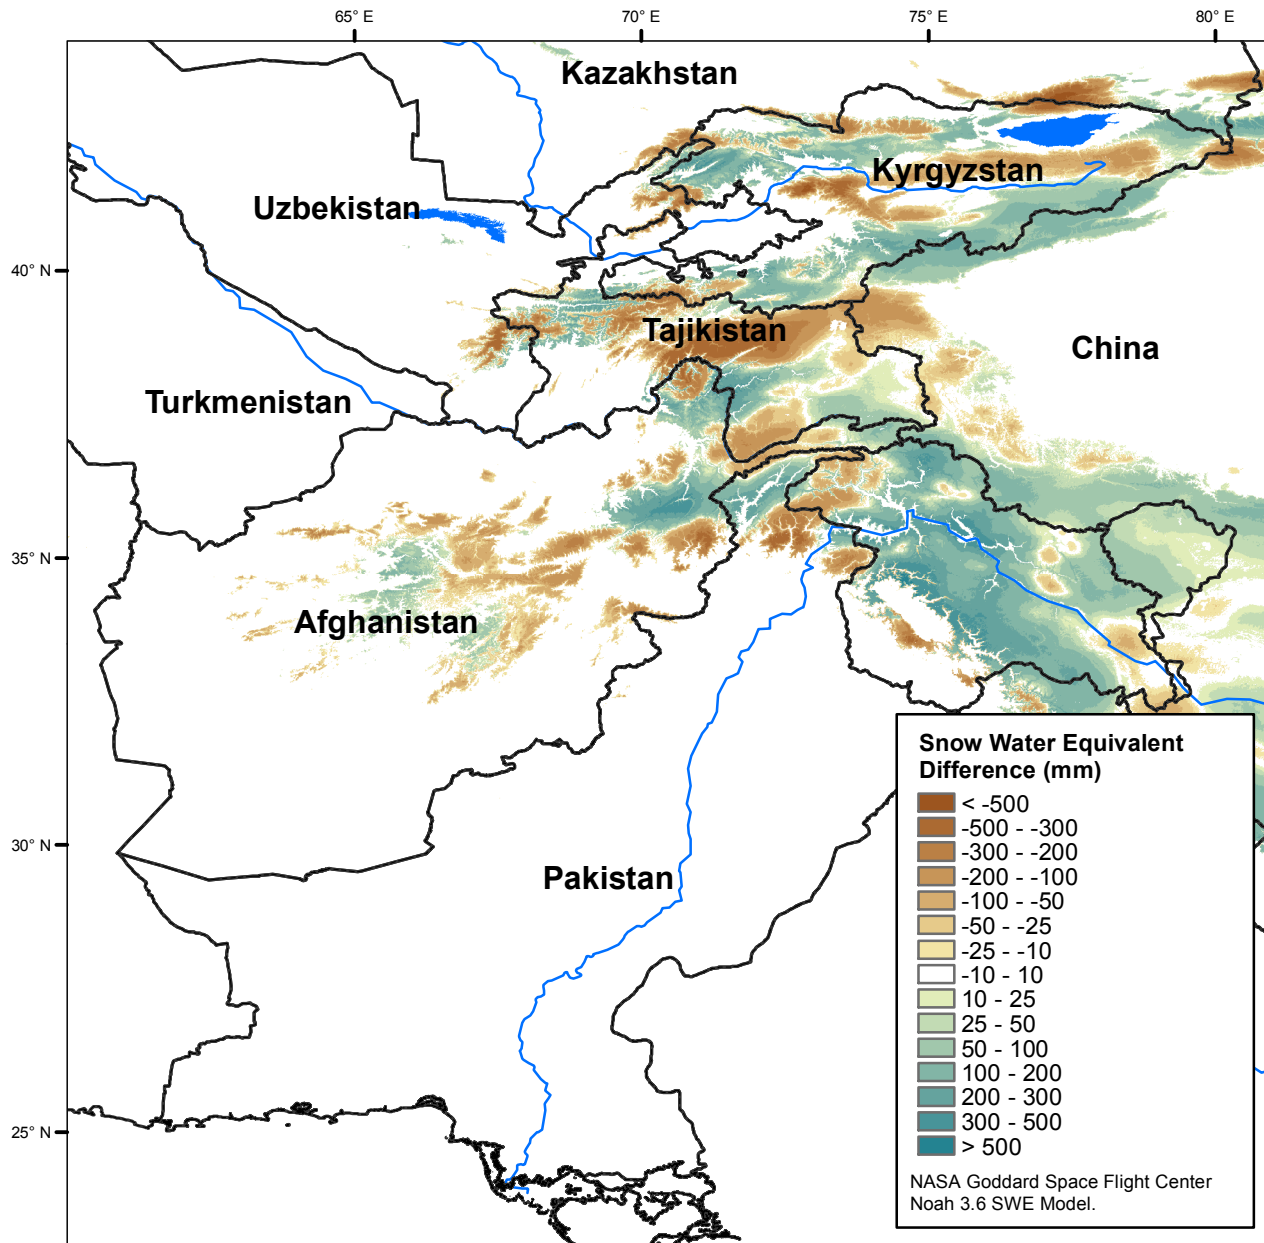 65° E
70° E
75° E
80° E
Kazakhstan
Kyrgyzstan
Uzbekistan
40° N
Tajikistan
China
Turkmenistan
35° N
Afghanistan
30° N
Pakistan
25° N
Snow Water Equivalent
Difference (mm)
< -500
-500 - -300
-300 - -200
-200 - -100
-100 - -50
-50 - -25
-25 - -10
-10 - 10
10 - 25
25 - 50
50 - 100
100 - 200
200 - 300
300 - 500
> 500
NASA Goddard Space Flight Center
Noah 3.6 SWE Model.